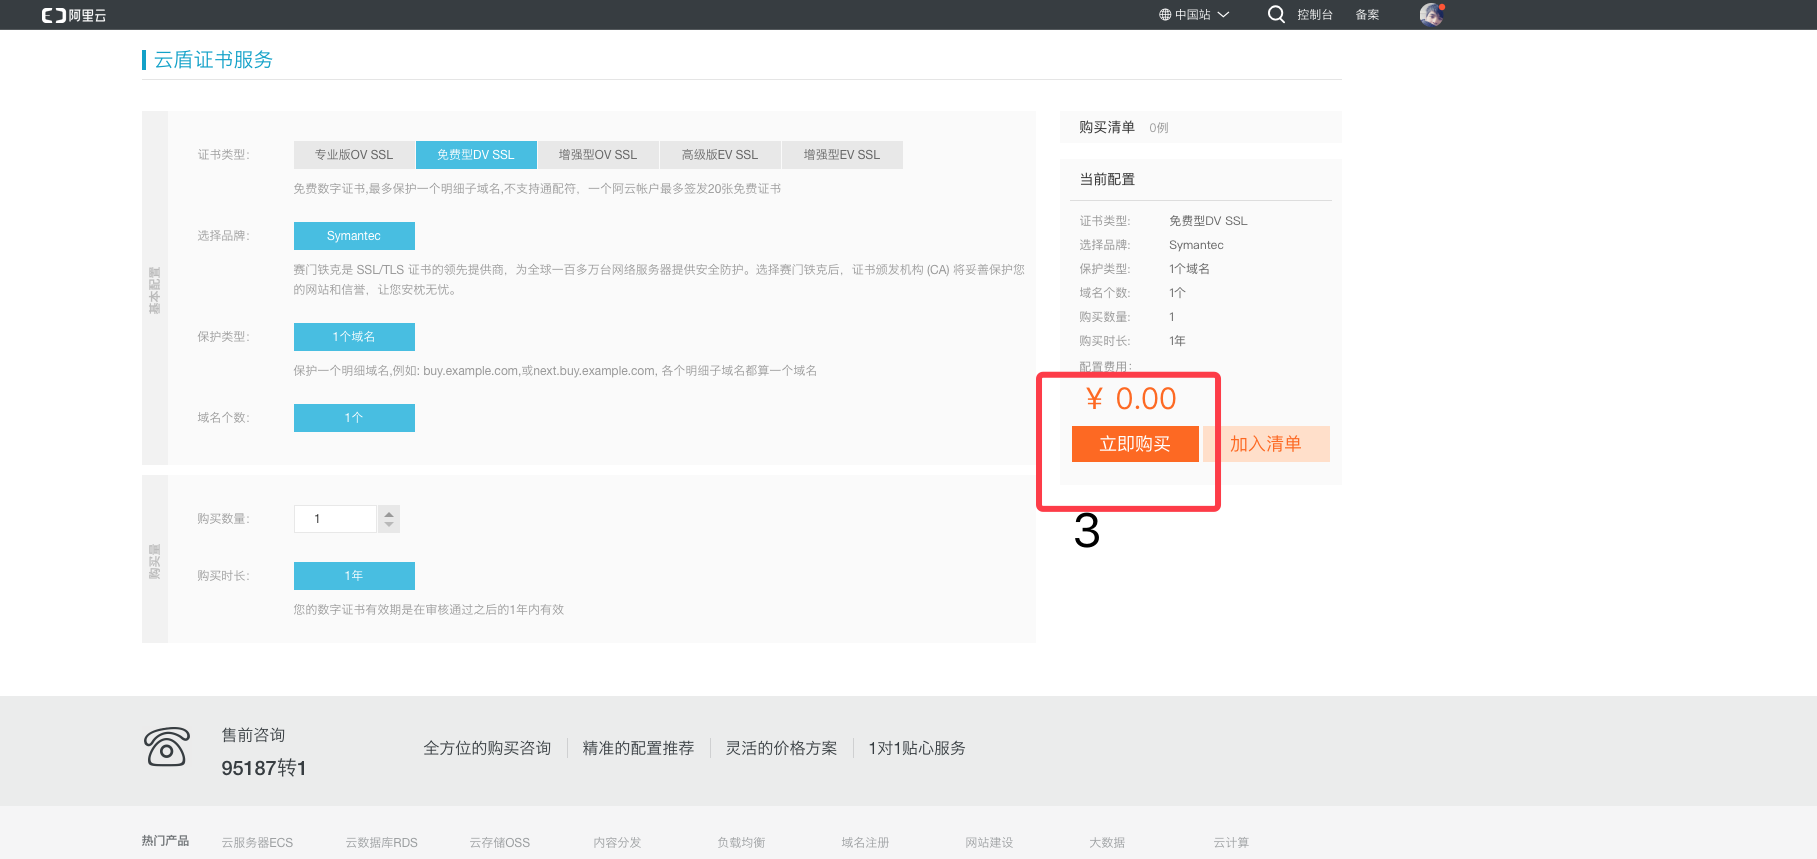 阿里云
中国站 控制台 备案
云盾证书服务
基本配置
证书类型: 专业版OV SSL 免费型DV SSL 增强型OV SSL 高级版EV SSL 增强型EV SSL
免费数字证书,最多保护一个明细子域名,不支持通配符，一个阿云帐户最多签发20张免费证书
选择品牌: Symantec
赛门铁克是 SSL/TLS 证书的领先提供商，为全球一百多万台网络服务器提供安全防护。选择赛门铁克后，证书颁发机构 (CA) 将妥善保护您
的网站和信誉，让您安枕无忧。
保护类型: 1个域名
保护一个明细域名,例如: buy.example.com,或next.buy.example.com, 各个明细子域名都算一个域名
域名个数: 1个
购买量
购买数量: 1
购买时长: 1年
您的数字证书有效期是在审核通过之后的1年内有效
购买清单 0例
当前配置
证书类型: 免费型DV SSL
选择品牌: Symantec
保护类型: 1个域名
域名个数: 1个
购买数量: 1
购买时长: 1年
配置费用:
¥ 0.00
立即购买 加入清单
3
售前咨询
95187转1
全方位的购买咨询 精准的配置推荐 灵活的价格方案 1对1贴心服务
热门产品 云服务器ECS 云数据库RDS 云存储OSS 内容分发 负载均衡 域名注册 网站建设 大数据 云计算